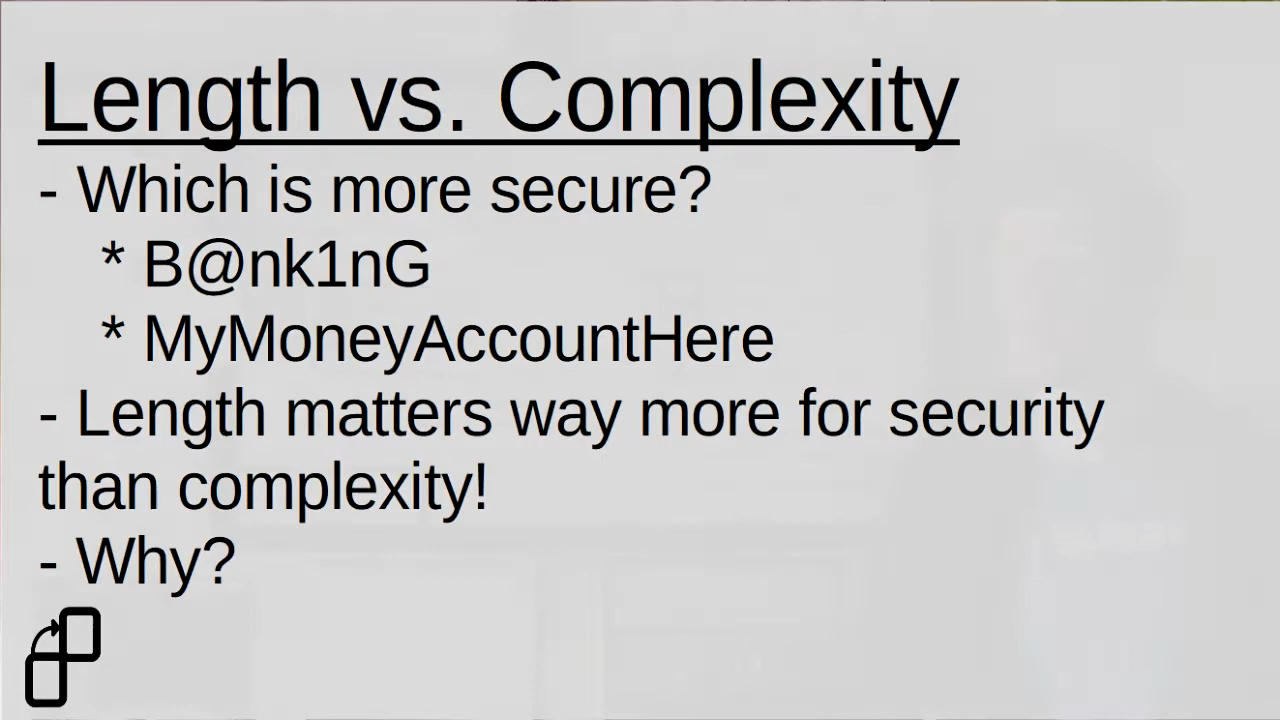 Length vs. Complexity
- Which is more secure?
* B@nk1nG
* MyMoneyAccountHere
- Length matters way more for security
than complexity!
- Why?